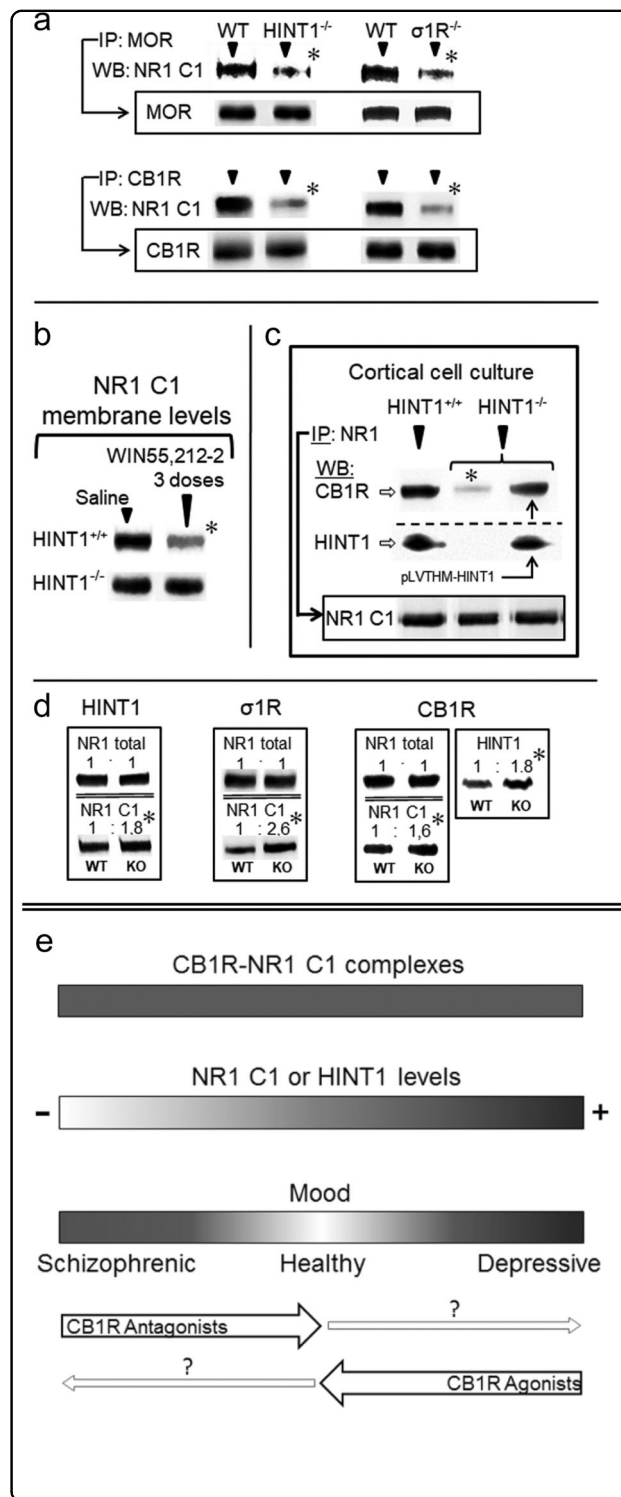 a
WT HINT1-/- WT σ1R-/-
IP: MOR
* *
WB: NR1 C1
MOR
IP: CB1R
* *
WB: NR1 C1
CB1R
b
NR1 C1
membrane levels
WIN55,212-2
3 doses
Saline
HINT1+/+ *
HINT1-/-
c
Cortical cell culture
HINT1+/+ HINT1-/-
IP: NR1
WB: *
CB1R
HINT1
pLVTHM-HINT1
NR1 C1
d
HINT1 σ1R CB1R
NR1 total NR1 total NR1 total HINT1
1 : 1 1 : 1 1 : 1 1 : 1.8 *
NR1 C1 NR1 C1 NR1 C1 WT KO
1 : 1.8 * 1 : 2,6 * 1 : 1,6 *
WT KO WT KO WT KO
e
CB1R-NR1 C1 complexes
NR1 C1 or HINT1 levels
- +
Mood
Schizophrenic Healthy Depressive
CB1R Antagonists ?
? CB1R Agonists